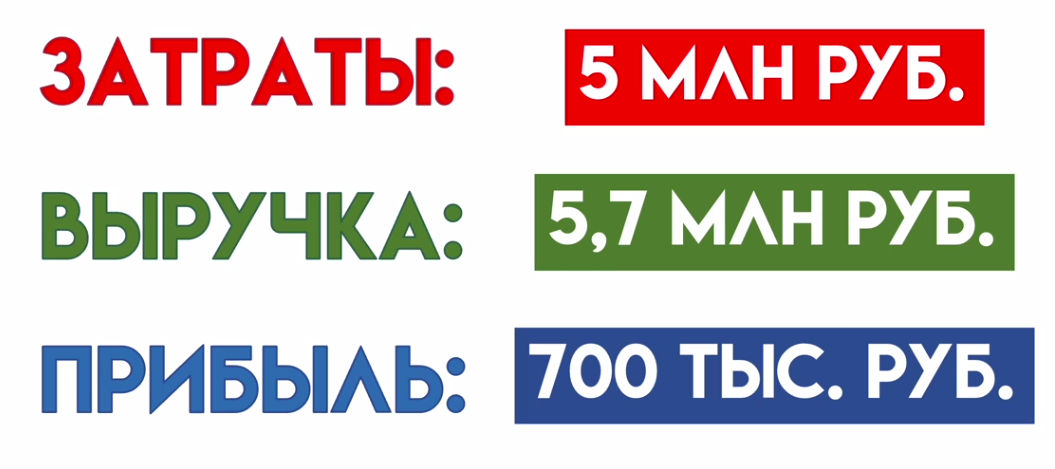 ЗАТРАТЫ: 5 МЛН РУБ.
ВЫРУЧКА: 5,7 МЛН РУБ.
ПРИБЫЛЬ: 700 ТЫС. РУБ.